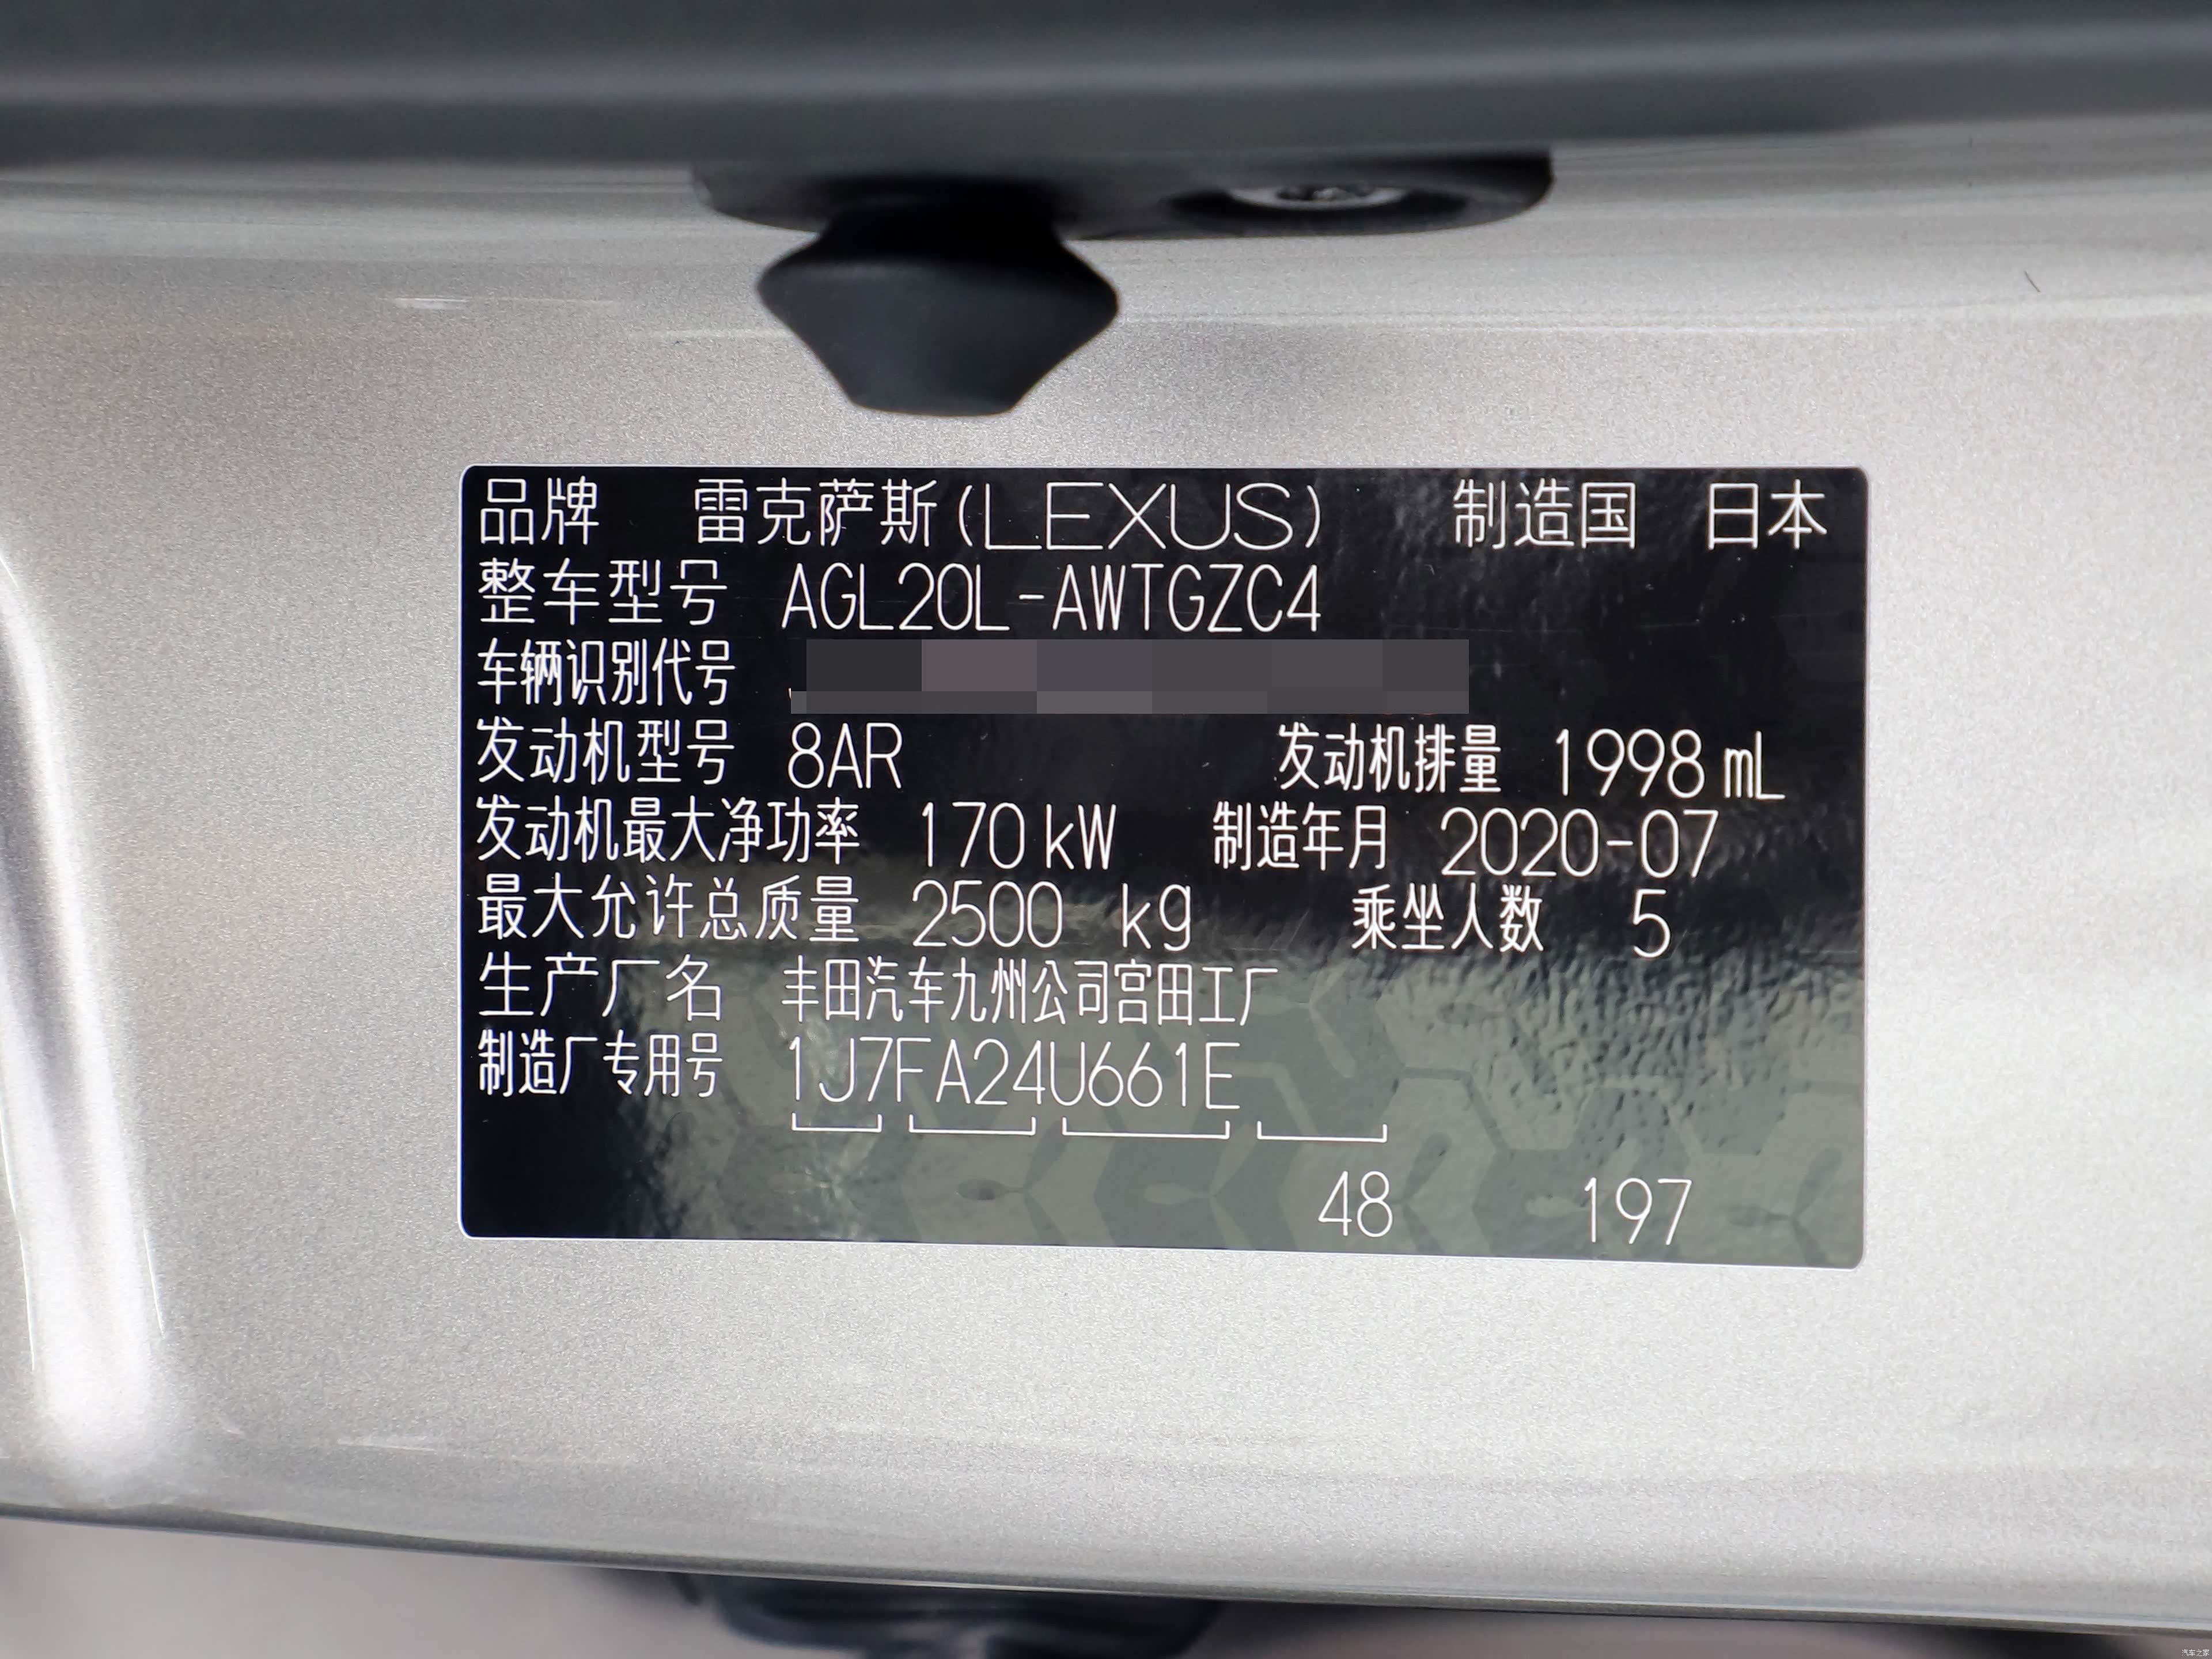 品牌 雷克萨斯(LEXUS) 制造国 日本
整车型号 AGL20L-AWTGZC4
车辆识别代号
发动机型号 8AR 发动机排量 1998 mL
发动机最大净功率 170 kW 制造年月 2020-07
最大允许总质量 2500 kg 乘坐人数 5
生产厂名 丰田汽车九州公司宫田工厂
制造厂专用号 1J7FA24U661E
48 197
汽车之家